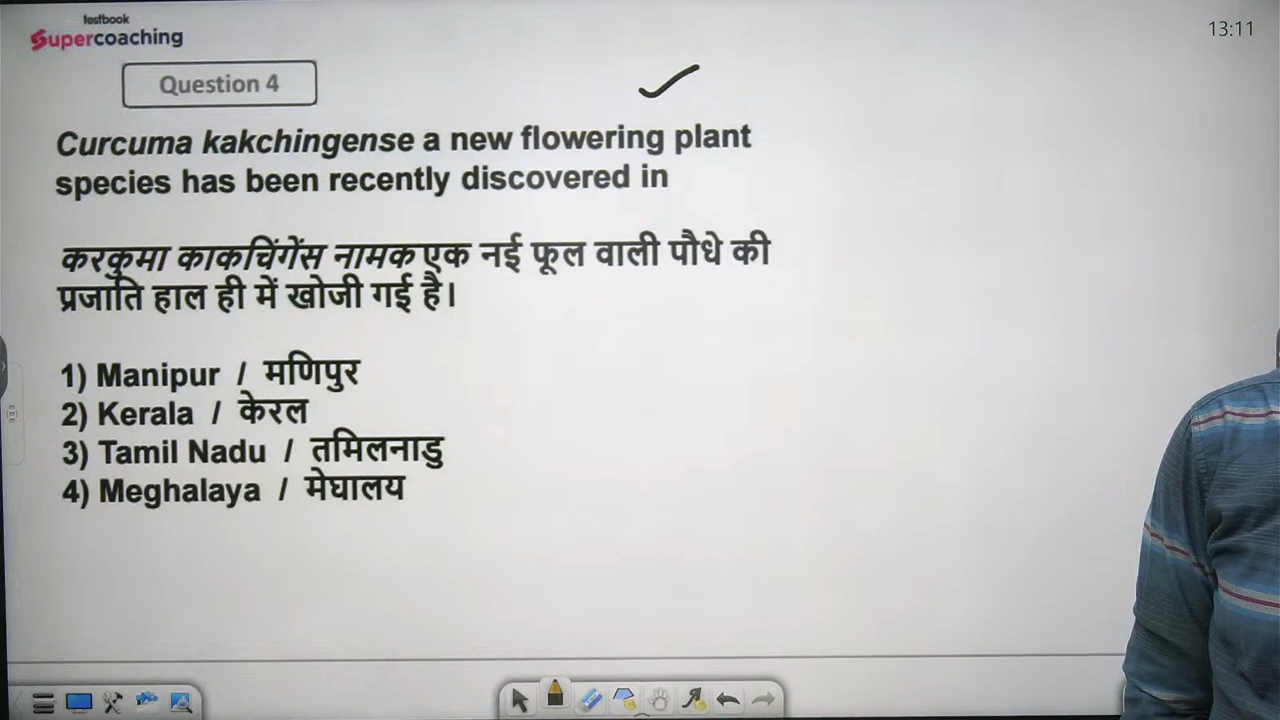 testbook
Supercoaching
13:11
Question 4
Curcuma kakchingense a new flowering plant
species has been recently discovered in
करकुमा काकचिंगेंस नामक एक नई फूल वाली पौधे की
प्रजाति हाल ही में खोजी गई है।
1) Manipur / मणिपुर
2) Kerala / केरल
3) Tamil Nadu / तमिलनाडु
4) Meghalaya / मेघालय